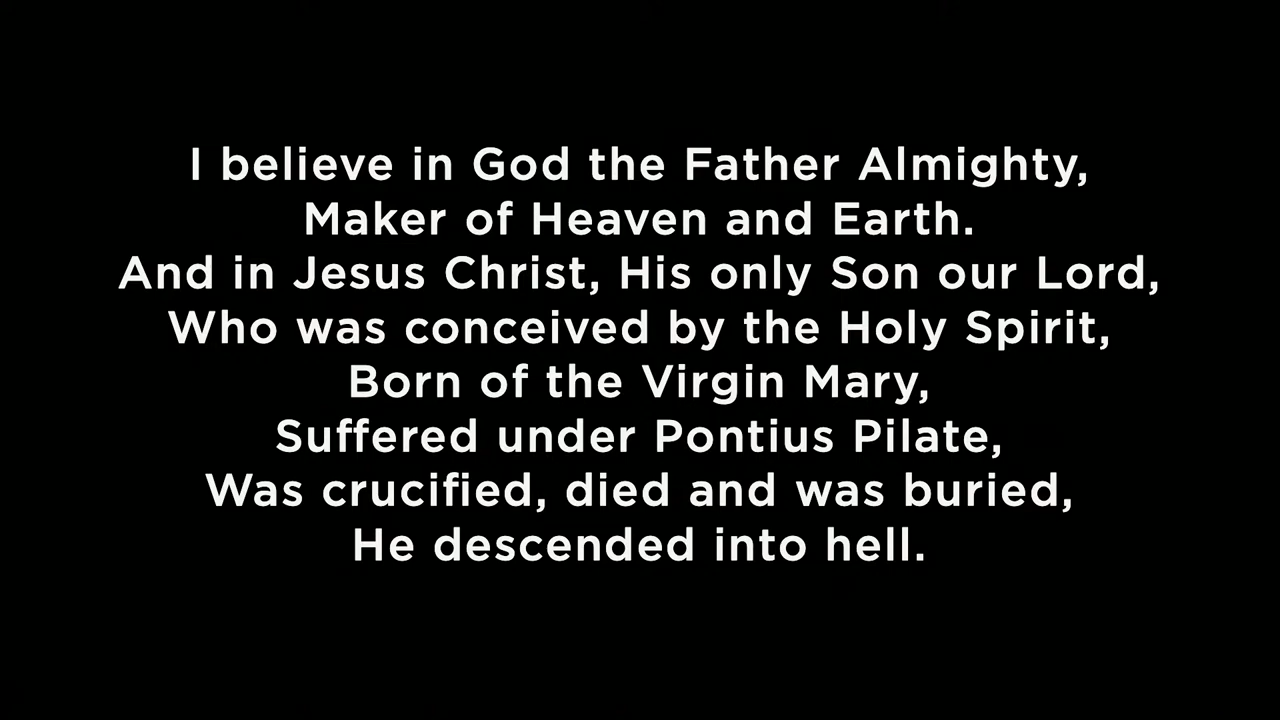 I believe in God the Father Almighty,
Maker of Heaven and Earth.
And in Jesus Christ, His only Son our Lord,
Who was conceived by the Holy Spirit,
Born of the Virgin Mary,
Suffered under Pontius Pilate,
Was crucified, died and was buried,
He descended into hell.